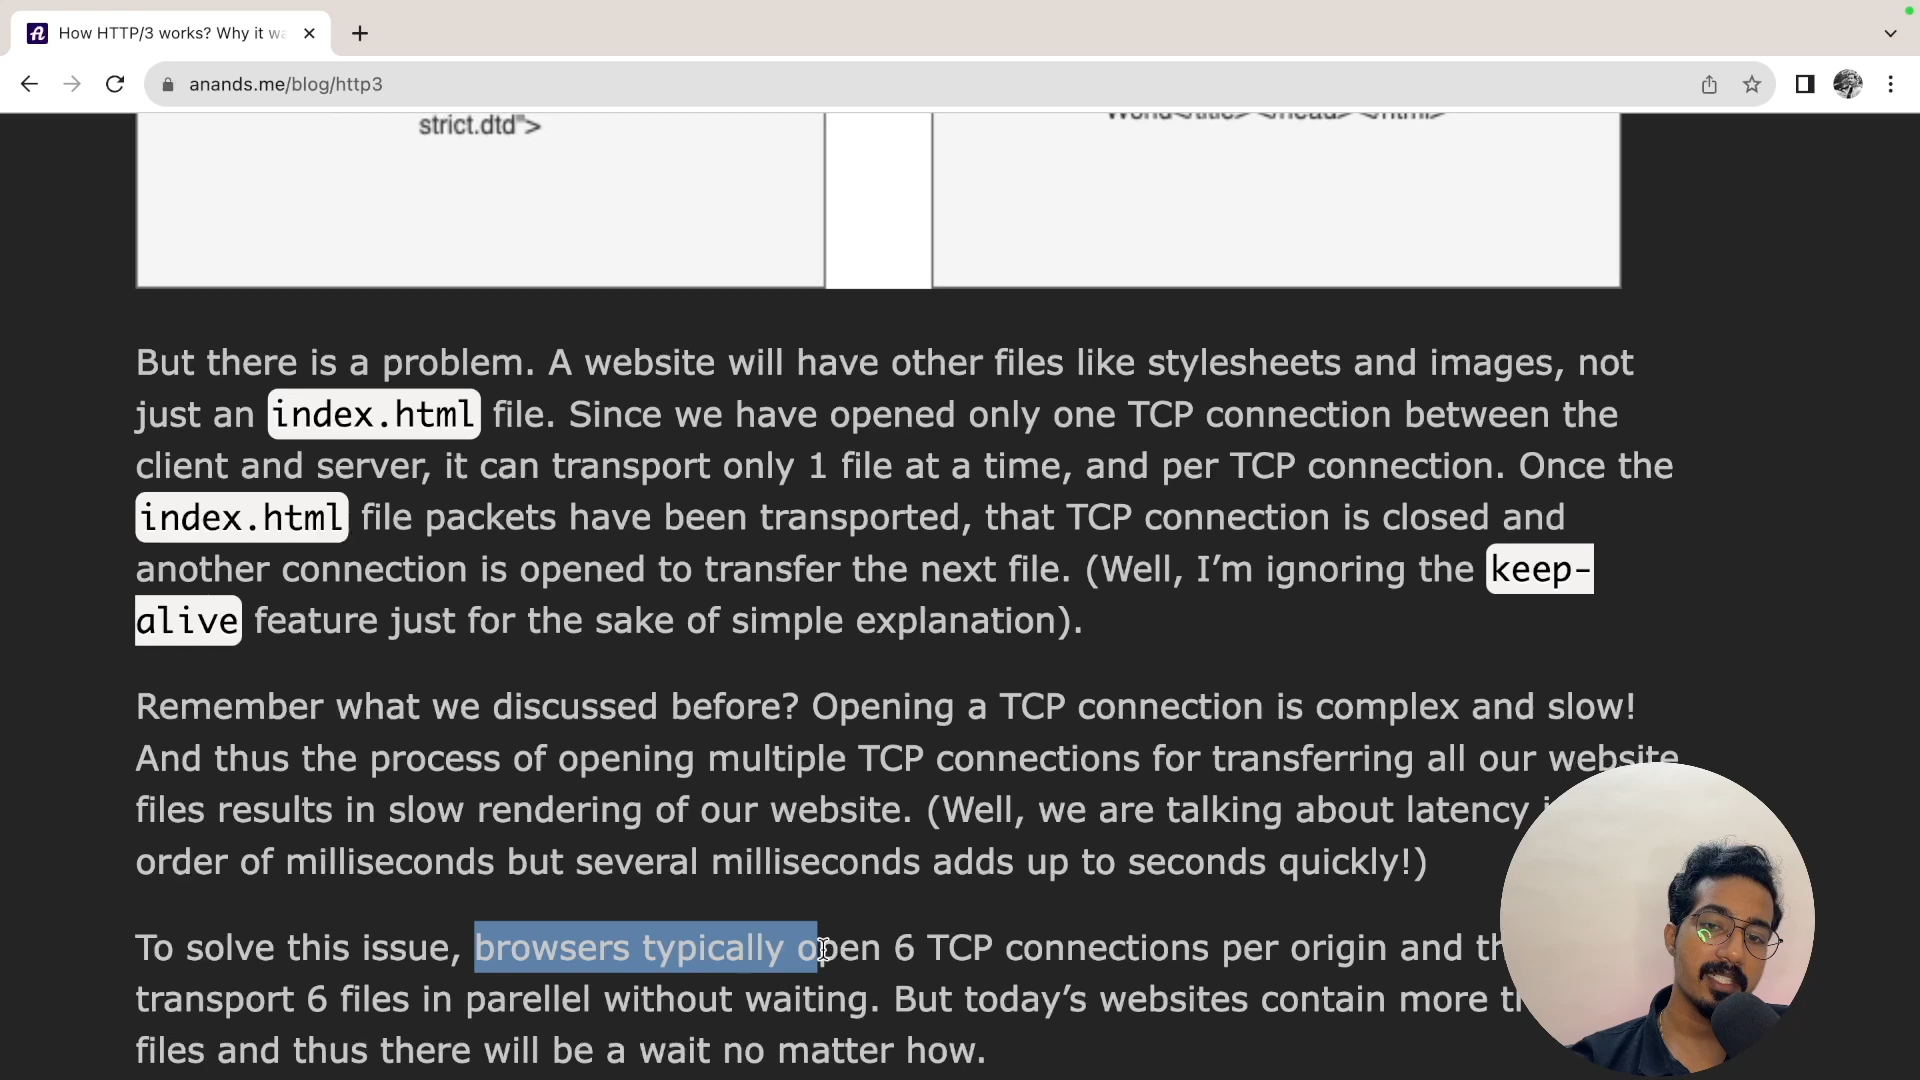 How HTTP/3 works? Why it wa
anands.me/blog/http3
strict.dtd">
World</title> </head> </html>
But there is a problem. A website will have other files like stylesheets and images, not
just an index.html file. Since we have opened only one TCP connection between the
client and server, it can transport only 1 file at a time, and per TCP connection. Once the
index.html file packets have been transported, that TCP connection is closed and
another connection is opened to transfer the next file. (Well, I’m ignoring the keep-
alive feature just for the sake of simple explanation).
Remember what we discussed before? Opening a TCP connection is complex and slow!
And thus the process of opening multiple TCP connections for transferring all our website
files results in slow rendering of our website. (Well, we are talking about latency
order of milliseconds but several milliseconds adds up to seconds quickly!)
To solve this issue, browsers typically open 6 TCP connections per origin and
transport 6 files in parellel without waiting. But today’s websites contain more
files and thus there will be a wait no matter how.